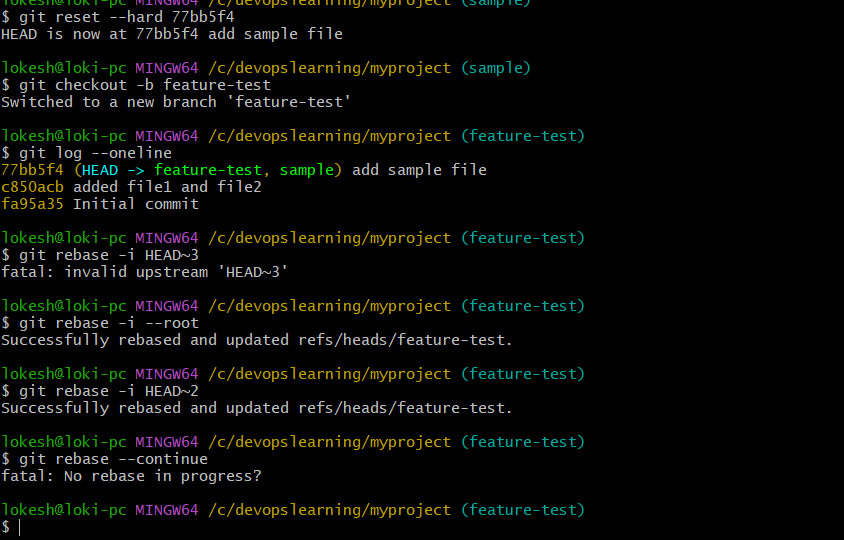 lokesh@loki-pc MINGW64 /c/devopslearning/myproject (sample)
$ git reset --hard 77bb5f4
HEAD is now at 77bb5f4 add sample file
lokesh@loki-pc MINGW64 /c/devopslearning/myproject (sample)
$ git checkout -b feature-test
Switched to a new branch 'feature-test'
lokesh@loki-pc MINGW64 /c/devopslearning/myproject (feature-test)
$ git log --oneline
77bb5f4 (HEAD -> feature-test, sample) add sample file
c850acb added file1 and file2
fa95a35 Initial commit
lokesh@loki-pc MINGW64 /c/devopslearning/myproject (feature-test)
$ git rebase -i HEAD~3
fatal: invalid upstream 'HEAD~3'
lokesh@loki-pc MINGW64 /c/devopslearning/myproject (feature-test)
$ git rebase -i --root
Successfully rebased and updated refs/heads/feature-test.
lokesh@loki-pc MINGW64 /c/devopslearning/myproject (feature-test)
$ git rebase -i HEAD~2
Successfully rebased and updated refs/heads/feature-test.
lokesh@loki-pc MINGW64 /c/devopslearning/myproject (feature-test)
$ git rebase --continue
fatal: No rebase in progress?
lokesh@loki-pc MINGW64 /c/devopslearning/myproject (feature-test)
$